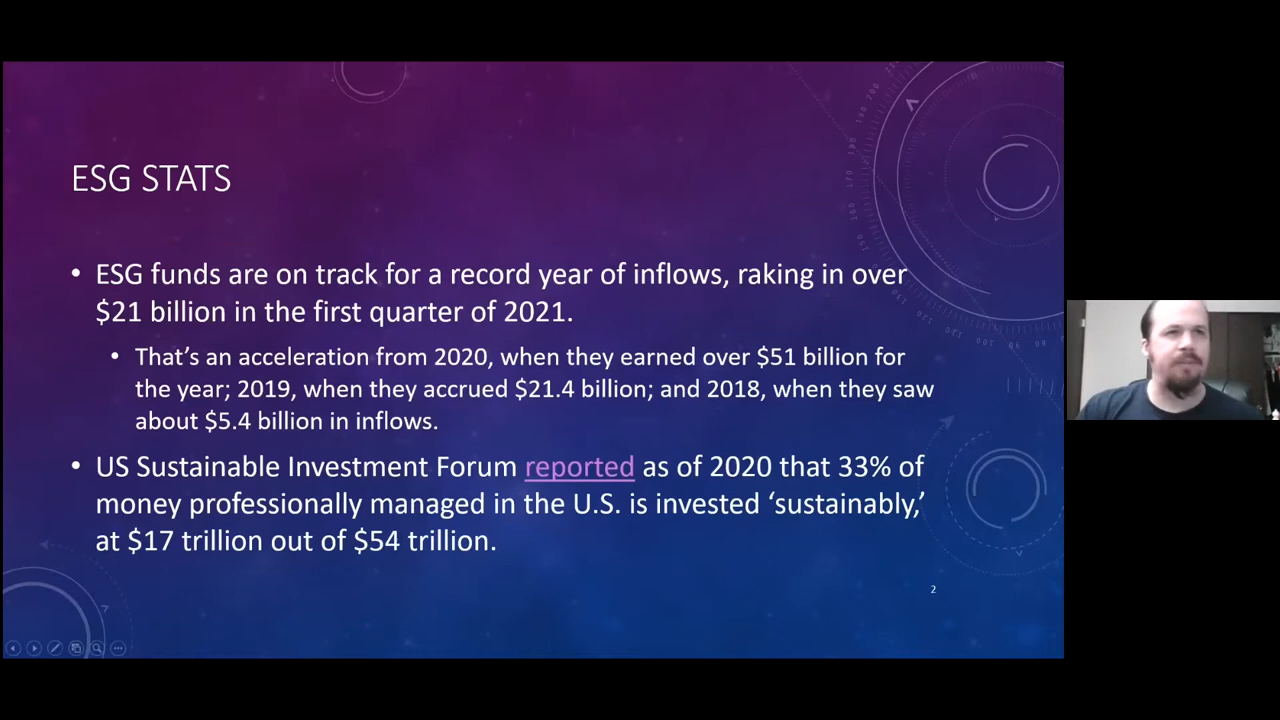 ESG STATS
• ESG funds are on track for a record year of inflows, raking in over
$21 billion in the first quarter of 2021.
• That’s an acceleration from 2020, when they earned over $51 billion for
the year; 2019, when they accrued $21.4 billion; and 2018, when they saw
about $5.4 billion in inflows.
• US Sustainable Investment Forum reported as of 2020 that 33% of
money professionally managed in the U.S. is invested ‘sustainably,’
at $17 trillion out of $54 trillion.
2